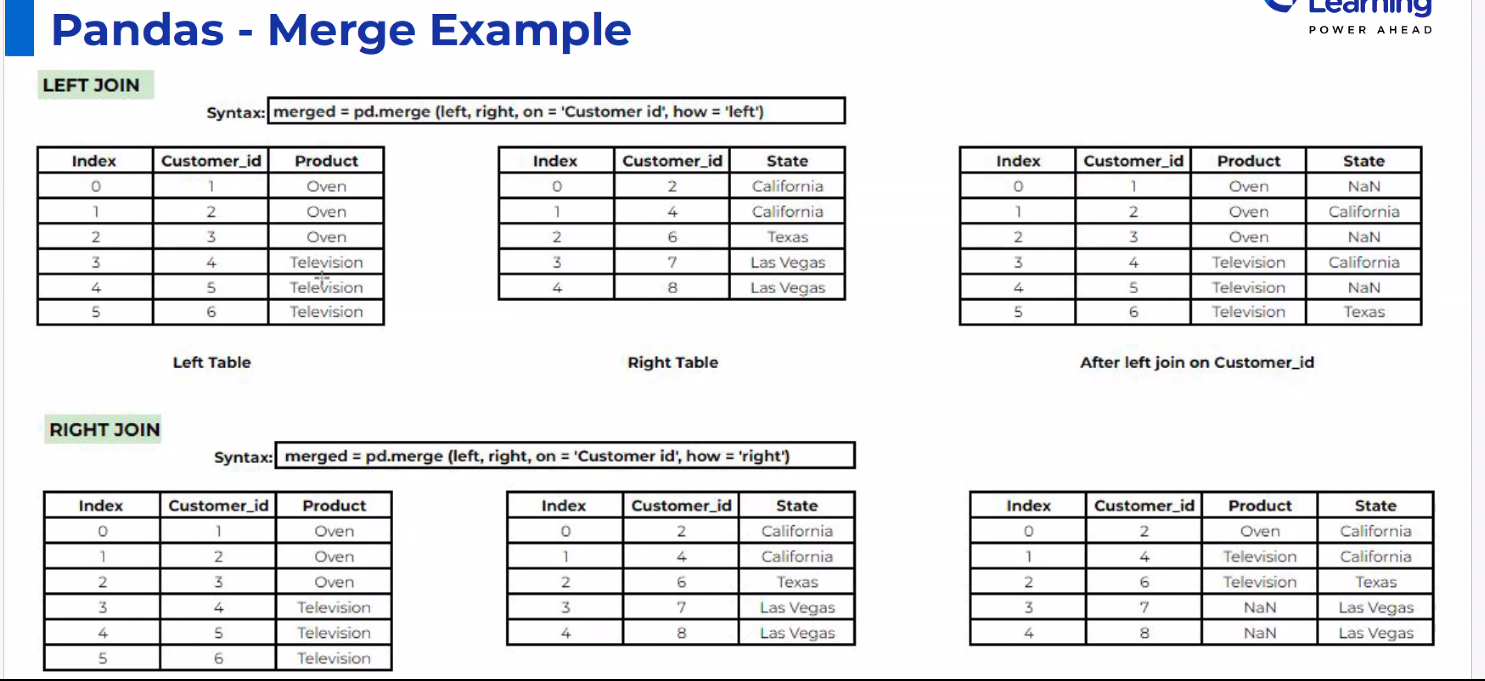 Learning
POWER AHEAD
Pandas - Merge Example
LEFT JOIN
Syntax: merged = pd.merge (left, right, on = 'Customer id', how = 'left')
Index Customer_id Product
0 1 Oven
1 2 Oven
2 3 Oven
3 4 Television
4 5 Television
5 6 Television
Left Table
Index Customer_id State
0 2 California
1 4 California
2 6 Texas
3 7 Las Vegas
4 8 Las Vegas
Right Table
Index Customer_id Product State
0 1 Oven NaN
1 2 Oven California
2 3 Oven NaN
3 4 Television California
4 5 Television NaN
5 6 Television Texas
After left join on Customer_id
RIGHT JOIN
Syntax: merged = pd.merge (left, right, on = 'Customer id', how = 'right')
Index Customer_id Product
0 1 Oven
1 2 Oven
2 3 Oven
3 4 Television
4 5 Television
5 6 Television
Index Customer_id State
0 2 California
1 4 California
2 6 Texas
3 7 Las Vegas
4 8 Las Vegas
Index Customer_id Product State
0 2 Oven California
1 4 Television California
2 6 Television Texas
3 7 NaN Las Vegas
4 8 NaN Las Vegas